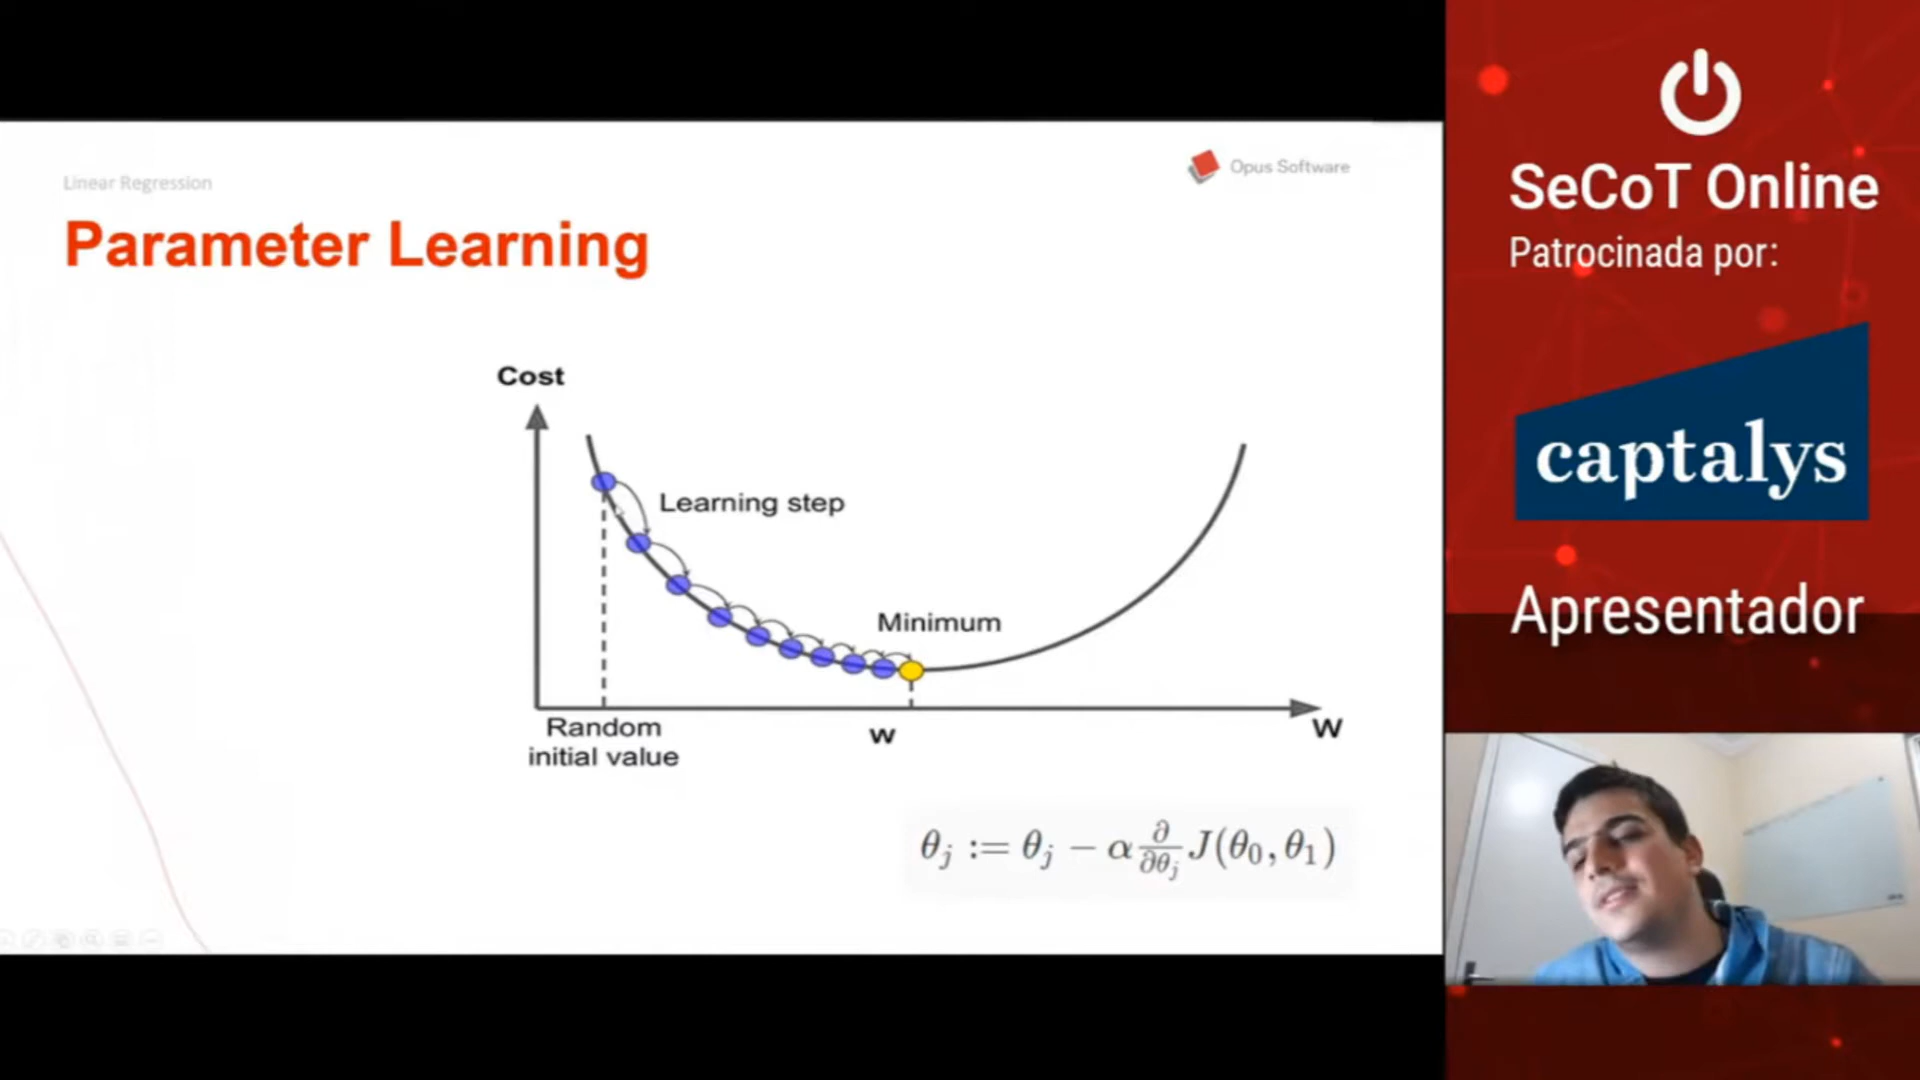 Linear Regression
Opus Software
Parameter Learning
Cost
Learning step
Minimum
Random
initial value
w
W
θj := θj − α ∂/∂θj J(θ0, θ1)
SeCoT Online
Patrocinada por:
captalys
Apresentador